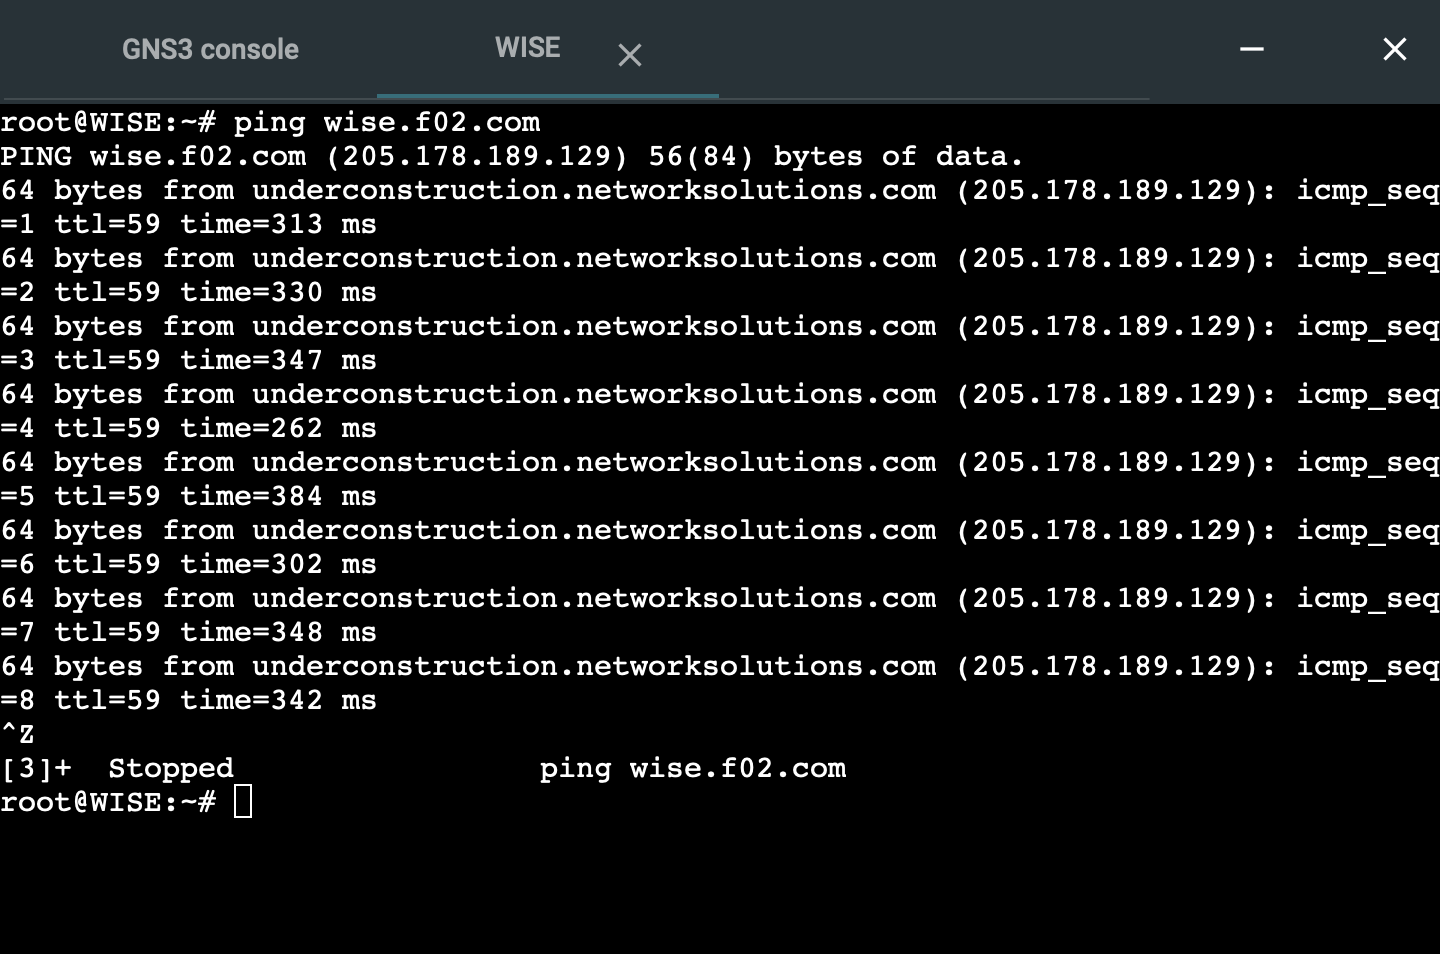 GNS3 console
WISE
root@WISE:~# ping wise.f02.com
PING wise.f02.com (205.178.189.129) 56(84) bytes of data.
64 bytes from underconstruction.networksolutions.com (205.178.189.129): icmp_seq
=1 ttl=59 time=313 ms
64 bytes from underconstruction.networksolutions.com (205.178.189.129): icmp_seq
=2 ttl=59 time=330 ms
64 bytes from underconstruction.networksolutions.com (205.178.189.129): icmp_seq
=3 ttl=59 time=347 ms
64 bytes from underconstruction.networksolutions.com (205.178.189.129): icmp_seq
=4 ttl=59 time=262 ms
64 bytes from underconstruction.networksolutions.com (205.178.189.129): icmp_seq
=5 ttl=59 time=384 ms
64 bytes from underconstruction.networksolutions.com (205.178.189.129): icmp_seq
=6 ttl=59 time=302 ms
64 bytes from underconstruction.networksolutions.com (205.178.189.129): icmp_seq
=7 ttl=59 time=348 ms
64 bytes from underconstruction.networksolutions.com (205.178.189.129): icmp_seq
=8 ttl=59 time=342 ms
^Z
[3]+  Stopped                 ping wise.f02.com
root@WISE:~#